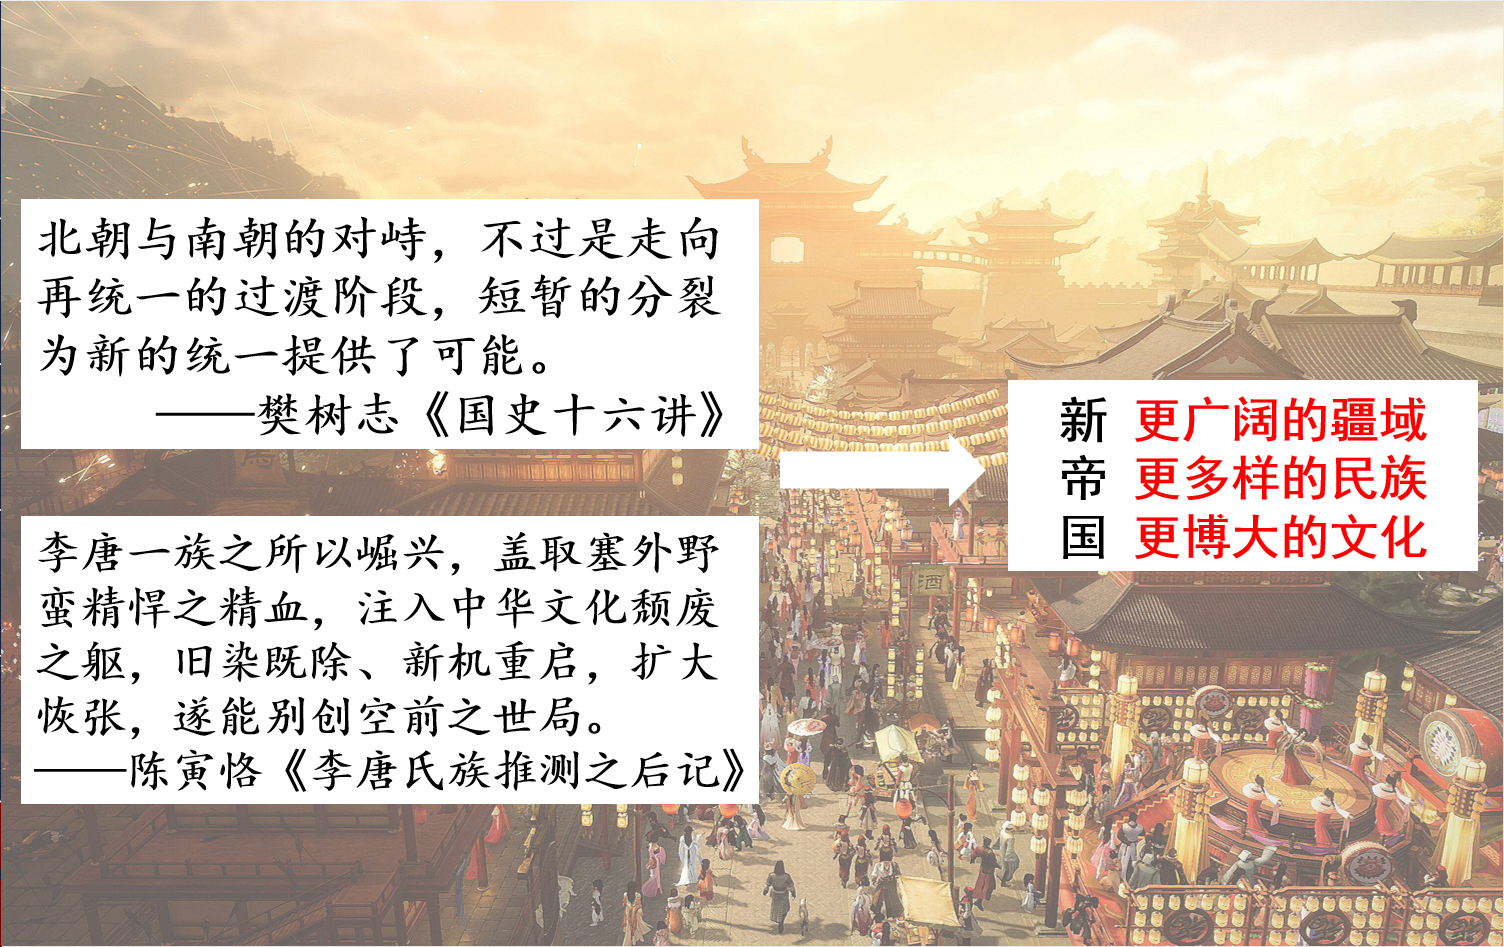 北朝与南朝的对峙，不过是走向
再统一的过渡阶段，短暂的分裂
为新的统一提供了可能。
——樊树志《国史十六讲》
李唐一族之所以崛兴，盖取塞外野
蛮精悍之精血，注入中华文化颓废
之躯，旧染既除、新机重启，扩大
恢张，遂能别创空前之世局。
——陈寅恪《李唐氏族推测之后记》
新 更广阔的疆域
帝 更多样的民族
国 更博大的文化
酒